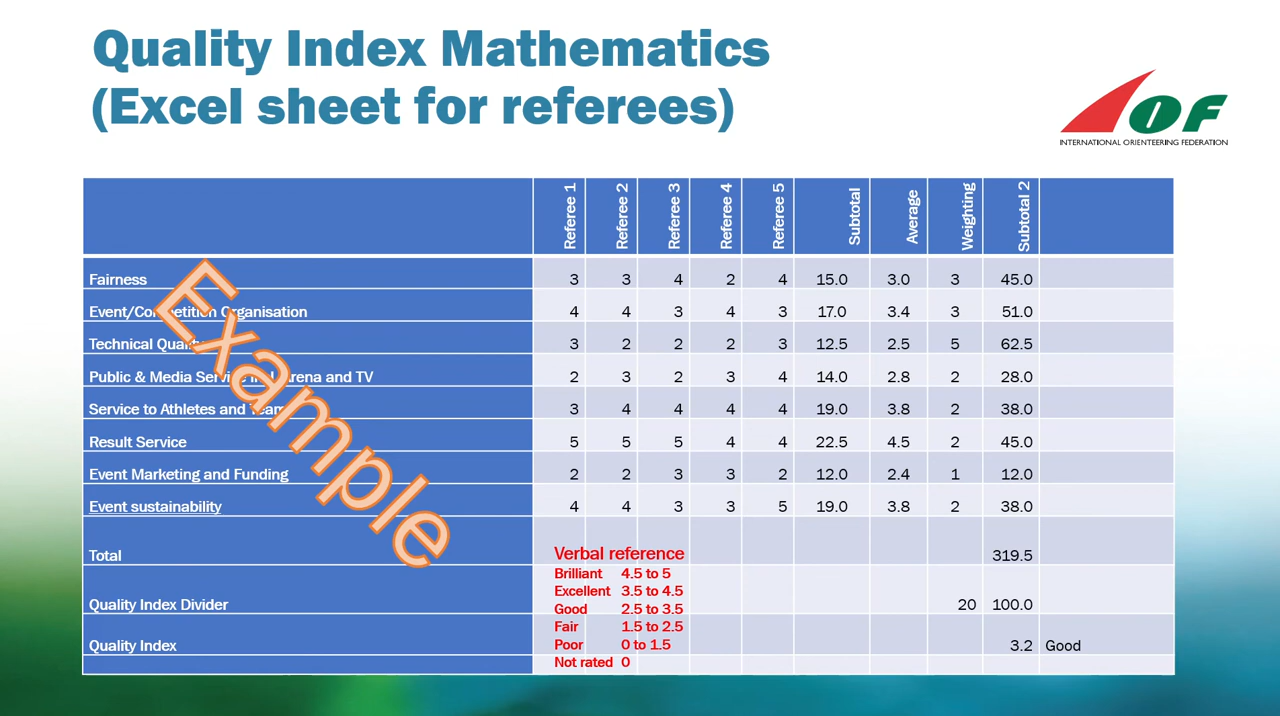 Quality Index Mathematics
(Excel sheet for referees)
IOF
INTERNATIONAL ORIENTEERING FEDERATION
Referee 1 Referee 2 Referee 3 Referee 4 Referee 5 Subtotal Average Weighting Subtotal 2
Fairness 3 3 4 2 4 15.0 3.0 3 45.0
Event/Competition Organisation 4 4 3 4 3 17.0 3.4 3 51.0
Technical Quality 3 2 2 2 3 12.5 2.5 5 62.5
Public & Media Service incl. Arena and TV 2 3 2 3 4 14.0 2.8 2 28.0
Service to Athletes and Teams 3 4 4 4 4 19.0 3.8 2 38.0
Result Service 5 5 5 4 4 22.5 4.5 2 45.0
Event Marketing and Funding 2 2 3 3 2 12.0 2.4 1 12.0
Event sustainability 4 4 3 3 5 19.0 3.8 2 38.0
Example
Total 319.5
Quality Index Divider 20 100.0
Quality Index 3.2 Good
Verbal reference
Brilliant 4.5 to 5
Excellent 3.5 to 4.5
Good 2.5 to 3.5
Fair 1.5 to 2.5
Poor 0 to 1.5
Not rated 0